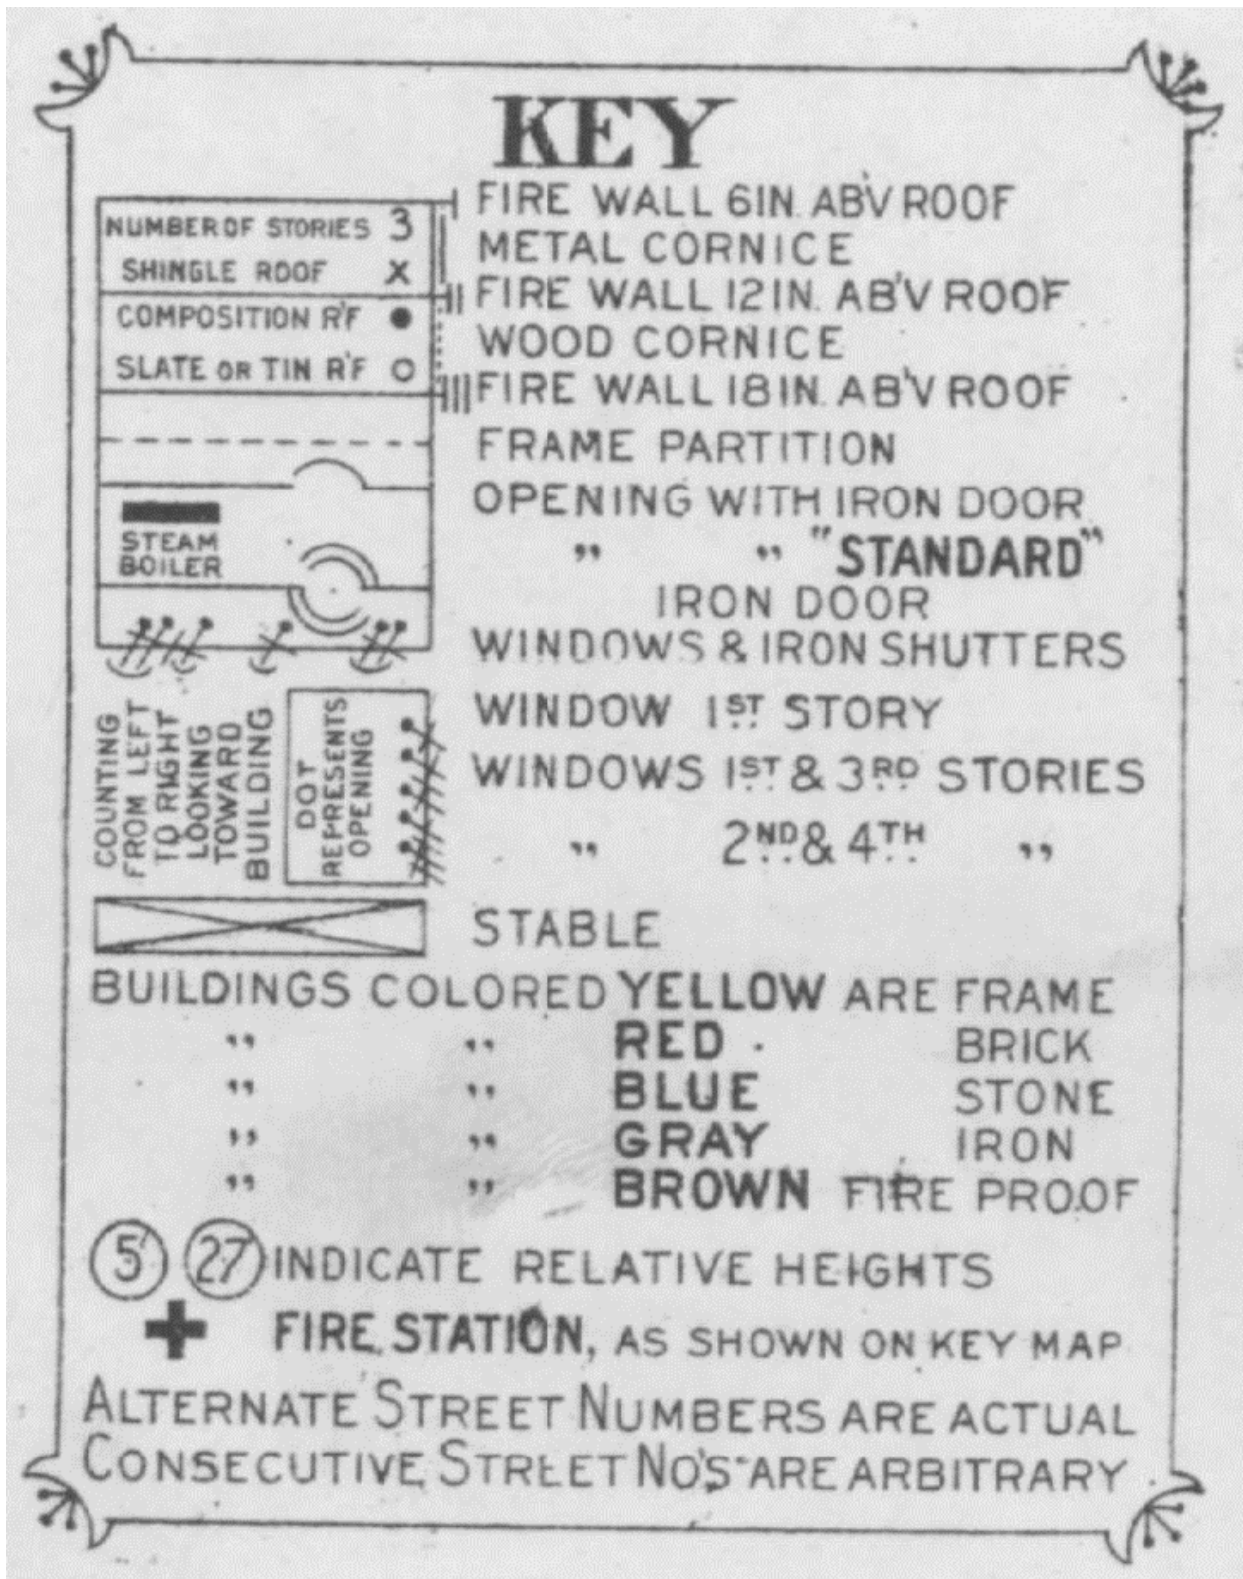 KEY
NUMBER OF STORIES 3
SHINGLE ROOF X
COMPOSITION R'F
SLATE OR TIN R'F O
STEAM
BOILER
FIRE WALL 6IN. AB'V ROOF
METAL CORNICE
FIRE WALL 12IN. AB'V ROOF
WOOD CORNICE
FIRE WALL 18IN. AB'V ROOF
FRAME PARTITION
OPENING WITH IRON DOOR
" " "STANDARD"
IRON DOOR
WINDOWS & IRON SHUTTERS
COUNTING
FROM LEFT
TO RIGHT
LOOKING
TOWARD
BUILDING
DOT
REPRESENTS
OPENING
WINDOW 1ST STORY
WINDOWS 1ST & 3RD STORIES
" 2ND & 4TH "
STABLE
BUILDINGS COLORED YELLOW ARE FRAME
" " RED BRICK
" " BLUE STONE
" " GRAY IRON
" " BROWN FIRE PROOF
5' 27 INDICATE RELATIVE HEIGHTS
FIRE STATION, AS SHOWN ON KEY MAP
ALTERNATE STREET NUMBERS ARE ACTUAL
CONSECUTIVE STREET NO'S ARE ARBITRARY